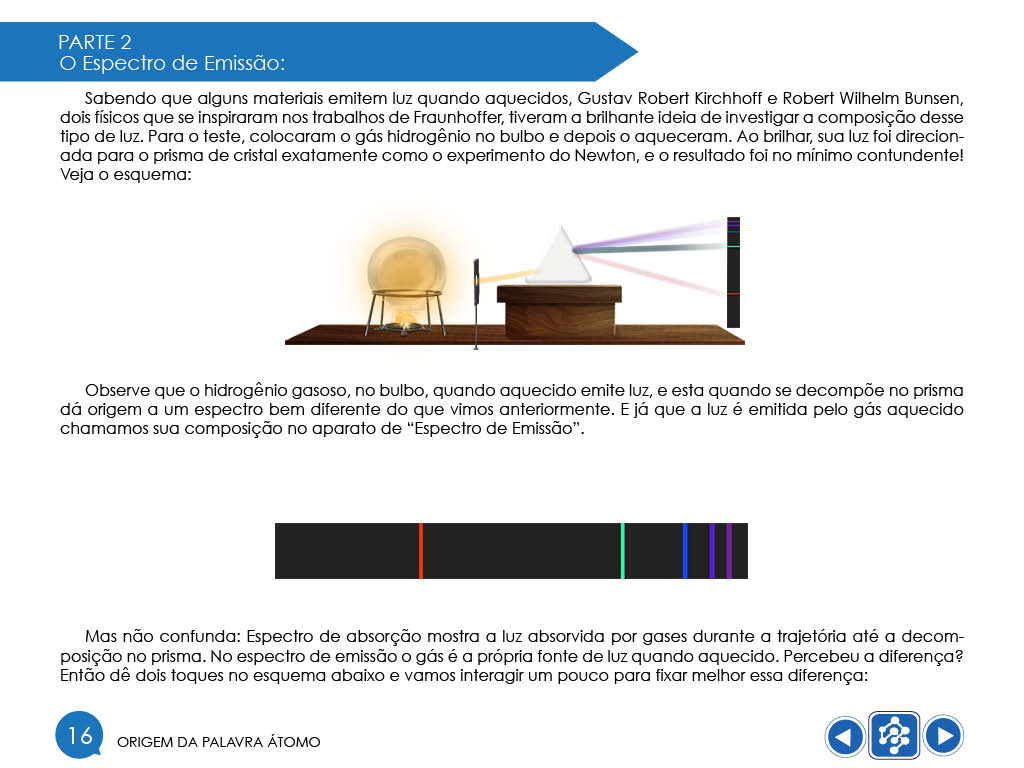 PARTE 2
O Espectro de Emissão:
Sabendo que alguns materiais emitem luz quando aquecidos, Gustav Robert Kirchhoff e Robert Wilhelm Bunsen,
dois físicos que se inspiraram nos trabalhos de Fraunhoffer, tiveram a brilhante ideia de investigar a composição desse
tipo de luz. Para o teste, colocaram o gás hidrogênio no bulbo e depois o aqueceram. Ao brilhar, sua luz foi direcion-
ada para o prisma de cristal exatamente como o experimento do Newton, e o resultado foi no mínimo contundente!
Veja o esquema:
Observe que o hidrogênio gasoso, no bulbo, quando aquecido emite luz, e esta quando se decompõe no prisma
dá origem a um espectro bem diferente do que vimos anteriormente. E já que a luz é emitida pelo gás aquecido
chamamos sua composição no aparato de “Espectro de Emissão”.
Mas não confunda: Espectro de absorção mostra a luz absorvida por gases durante a trajetória até a decom-
posição no prisma. No espectro de emissão o gás é a própria fonte de luz quando aquecido. Percebeu a diferença?
Então dê dois toques no esquema abaixo e vamos interagir um pouco para fixar melhor essa diferença:
16
ORIGEM DA PALAVRA ÁTOMO